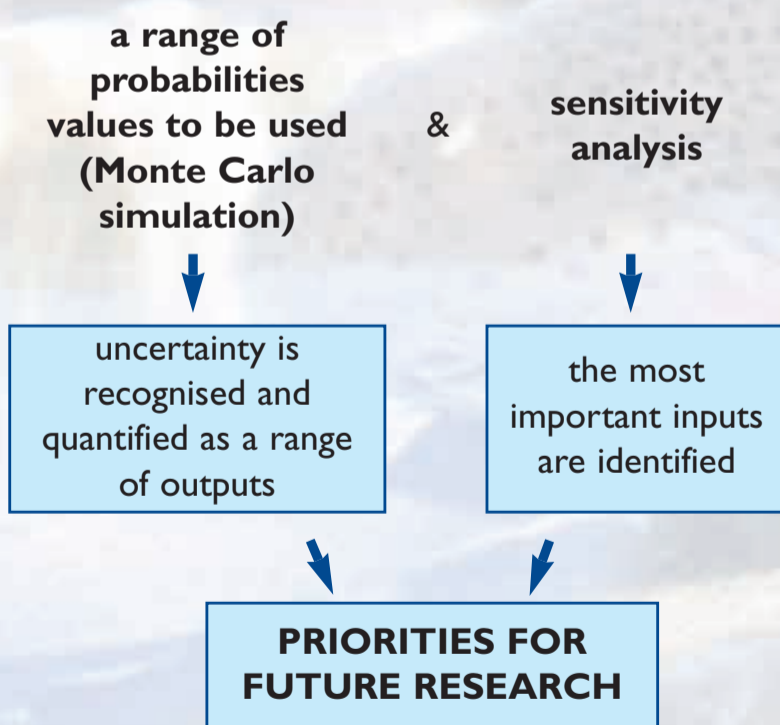 a range of
probabilities
values to be used
(Monte Carlo
simulation)
&
sensitivity
analysis
uncertainty is
recognised and
quantified as a range
of outputs
the most
important inputs
are identified
PRIORITIES FOR
FUTURE RESEARCH